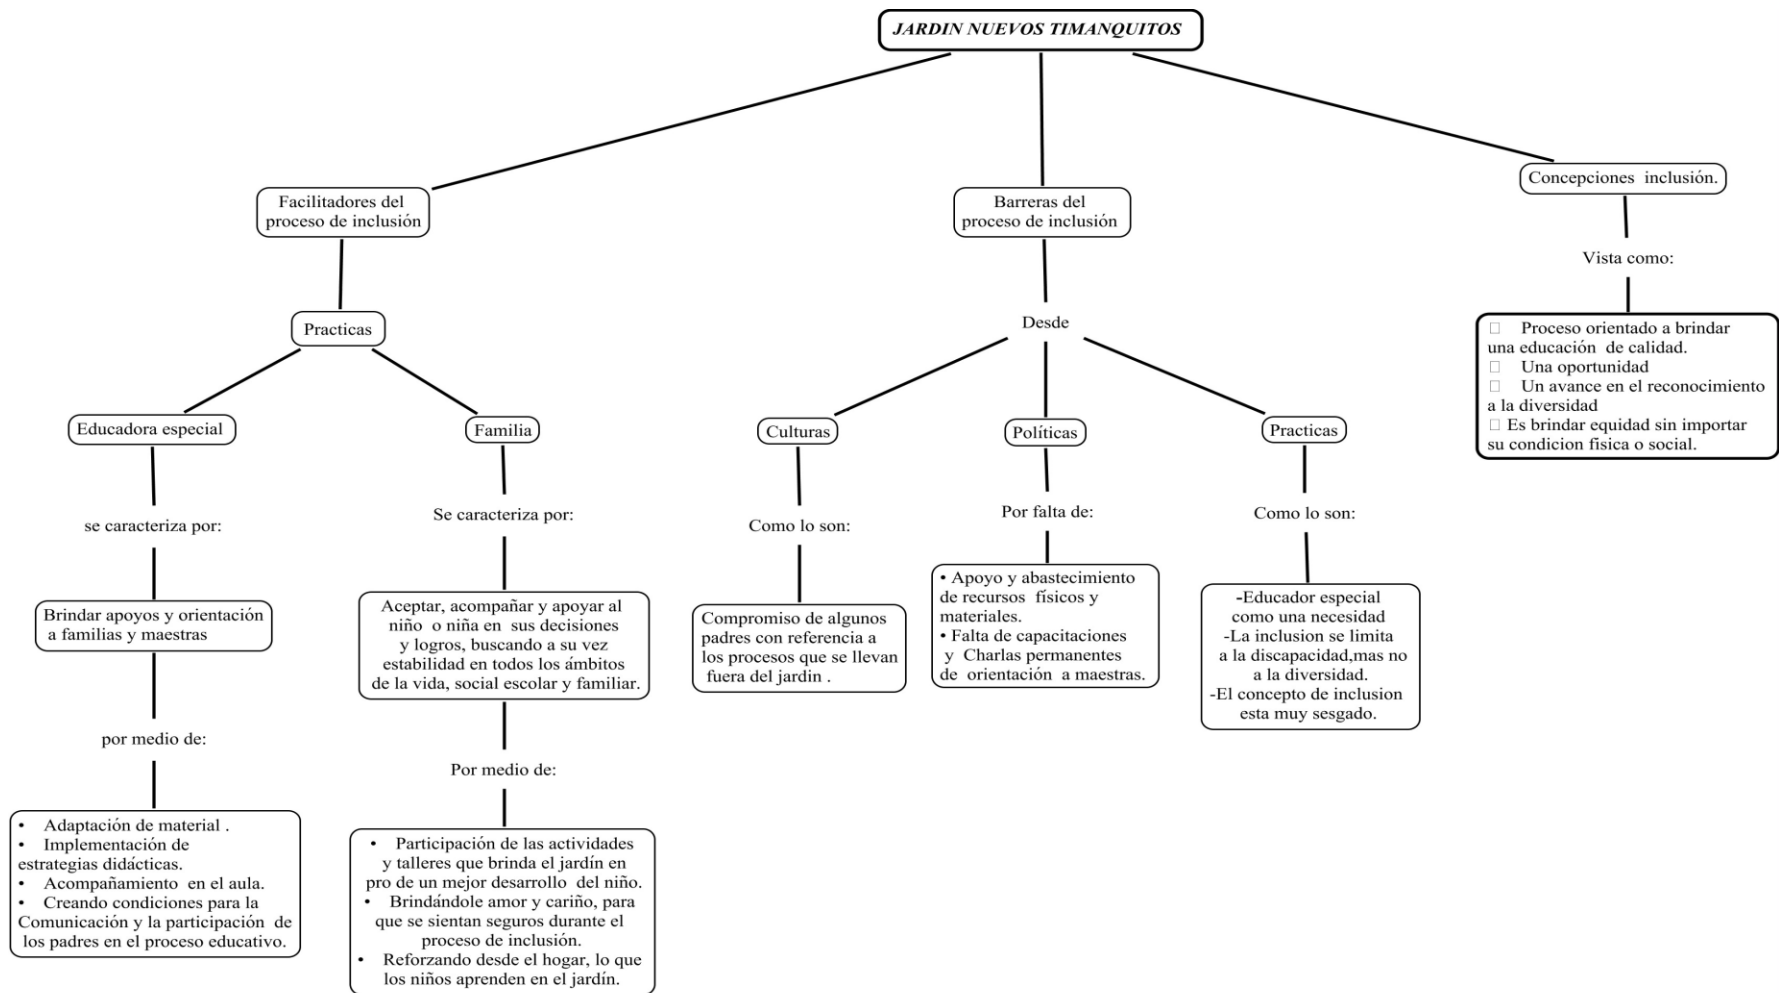 JARDIN NUEVOS TIMANQUITOS
Facilitadores del
proceso de inclusión
Practicas
Educadora especial
se caracteriza por:
Brindar apoyos y orientación
a familias y maestras
por medio de:
• Adaptación de material .
• Implementación de
estrategias didácticas.
• Acompañamiento en el aula.
• Creando condiciones para la
Comunicación y la participación de
los padres en el proceso educativo.
Familia
Se caracteriza por:
Aceptar, acompañar y apoyar al
niño o niña en sus decisiones
y logros, buscando a su vez
estabilidad en todos los ámbitos
de la vida, social escolar y familiar.
Por medio de:
• Participación de las actividades
y talleres que brinda el jardín en
pro de un mejor desarrollo del niño.
• Brindándole amor y cariño, para
que se sientan seguros durante el
proceso de inclusión.
• Reforzando desde el hogar, lo que
los niños aprenden en el jardín.
Barreras del
proceso de inclusión
Desde
Culturas
Como lo son:
Compromiso de algunos
padres con referencia a
los procesos que se llevan
fuera del jardin .
Políticas
Por falta de:
• Apoyo y abastecimiento
de recursos físicos y
materiales.
• Falta de capacitaciones
y Charlas permanentes
de orientación a maestras.
Practicas
Como lo son:
-Educador especial
como una necesidad
-La inclusion se limita
a la discapacidad,mas no
a la diversidad.
-El concepto de inclusion
esta muy sesgado.
Concepciones inclusión.
Vista como:
□ Proceso orientado a brindar
una educación de calidad.
□ Una oportunidad
□ Un avance en el reconocimiento
a la diversidad
□ Es brindar equidad sin importar
su condicion fisica o social.